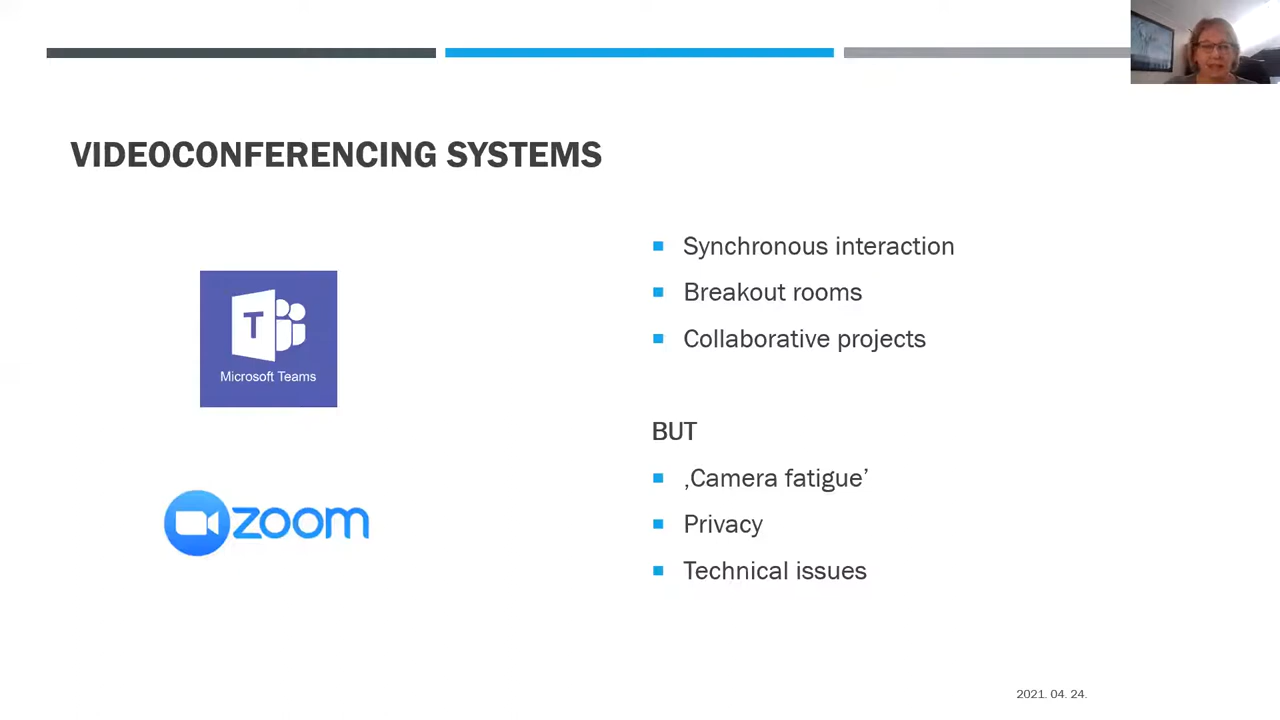 VIDEOCONFERENCING SYSTEMS
Synchronous interaction
Breakout rooms
Collaborative projects
T
Microsoft Teams
BUT
‚Camera fatigue’
Privacy
Technical issues
zoom
2021. 04. 24.